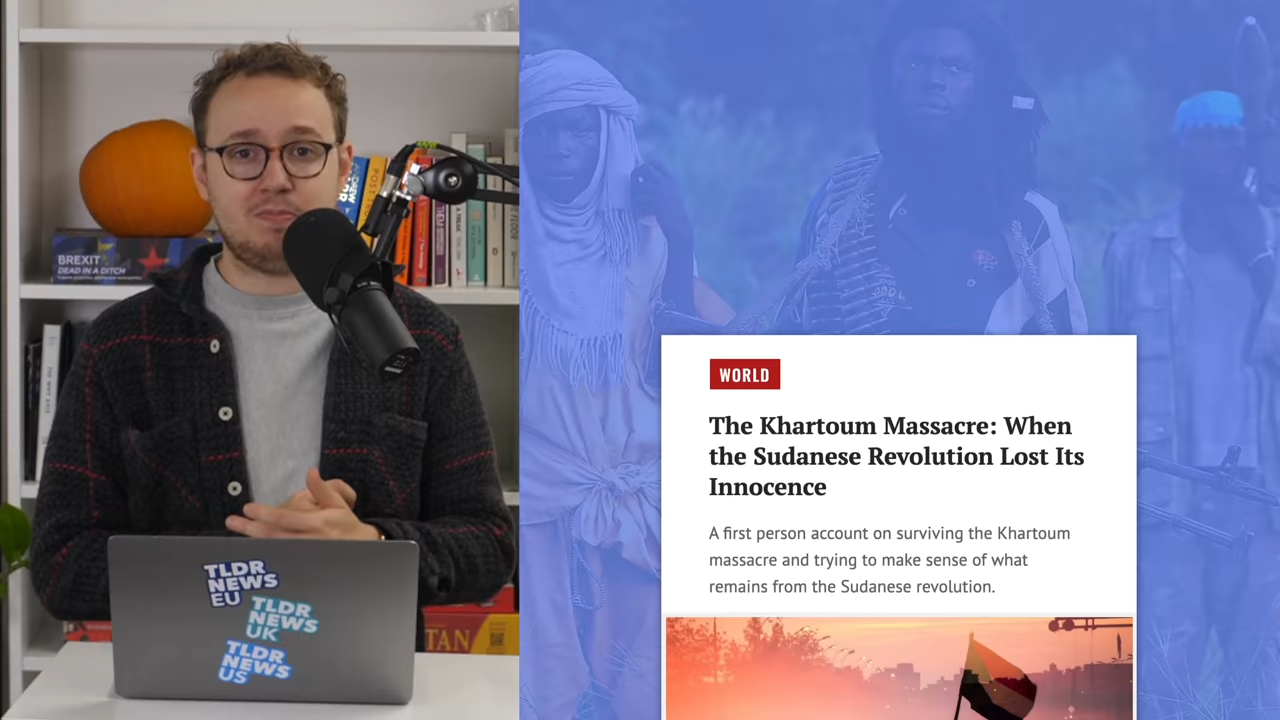 BREXIT
DEAD IN A DITCH
TLDR
NEWS
EU
TLDR
NEWS
UK
TLDR
NEWS
US
TAN
WORLD
The Khartoum Massacre: When
the Sudanese Revolution Lost Its
Innocence
A first person account on surviving the Khartoum
massacre and trying to make sense of what
remains from the Sudanese revolution.